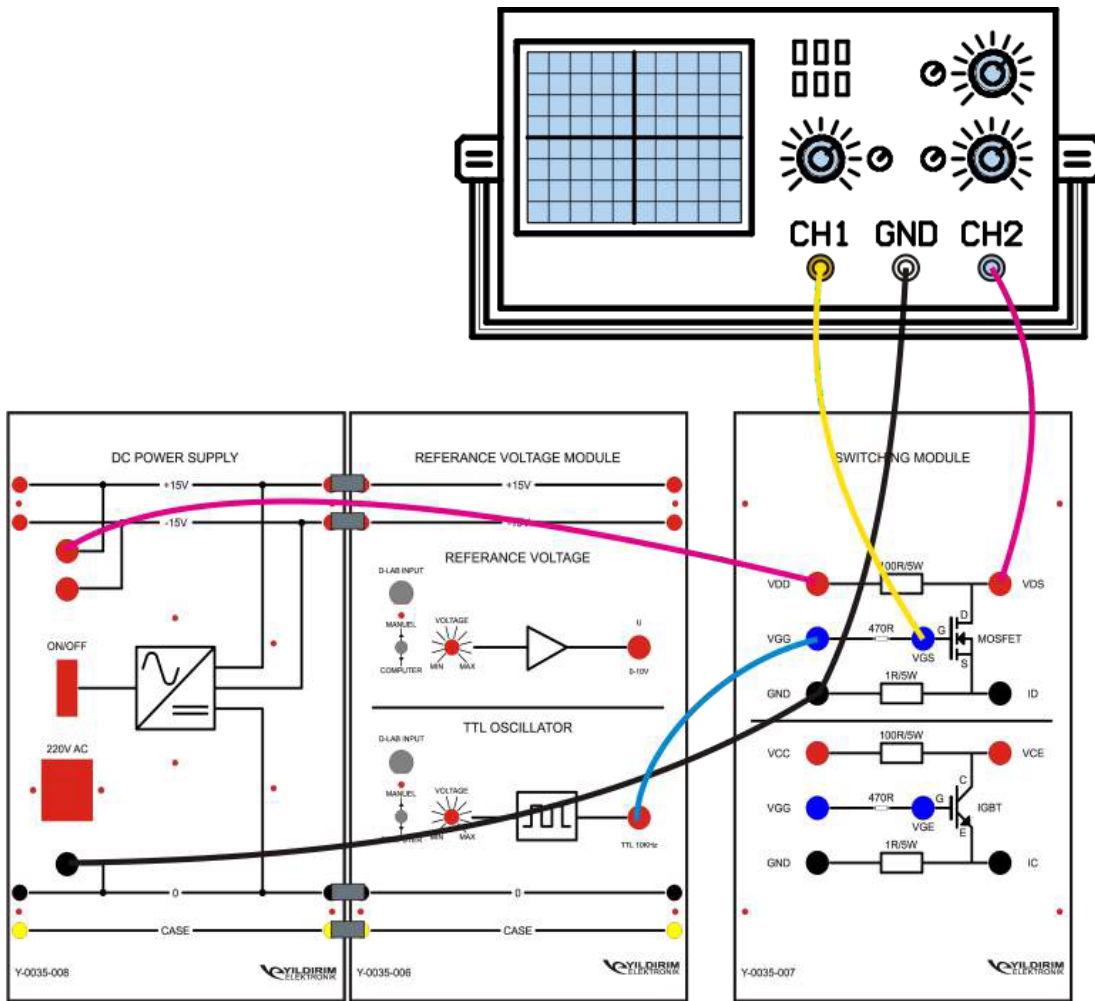 CH1 GND CH2
DC POWER SUPPLY
+15V
-15V
ON/OFF
220V AC
0
CASE
Y-0035-008
YILDIRIM
ELEKTRONIK
REFERANCE VOLTAGE MODULE
+15V
REFERANCE VOLTAGE
D-LAB INPUT
MANUEL
COMPUTER
VOLTAGE
MIN MAX
U
0-10V
TTL OSCILLATOR
D-LAB INPUT
MANUEL
VOLTAGE
MIN MAX
TTL 10KHz
0
CASE
Y-0035-006
YILDIRIM
ELEKTRONIK
SWITCHING MODULE
VDD 100R/5W VDS
D
VGG 470R G MOSFET
VGS S
GND 1R/5W ID
VCC 100R/5W VCE
C
VGG 470R G IGBT
VGE E
GND 1R/5W IC
Y-0035-007
YILDIRIM
ELEKTRONIK